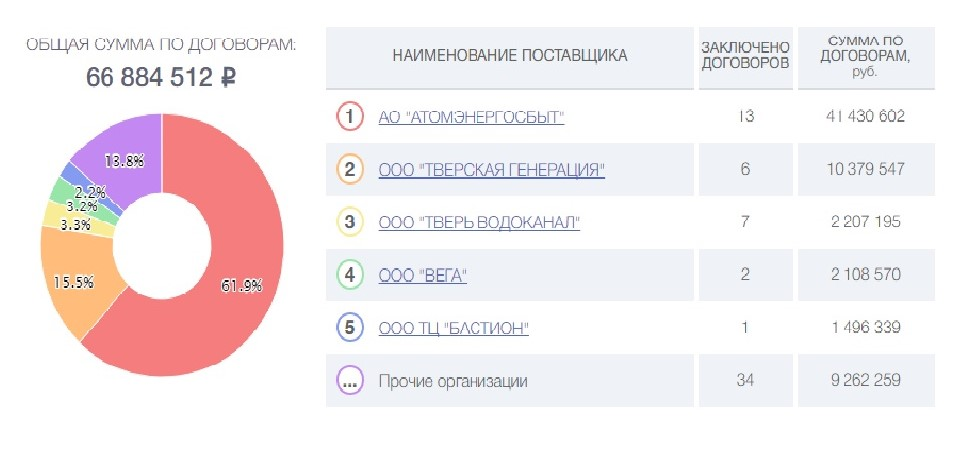 ОБЩАЯ СУММА ПО ДОГОВОРАМ:
66 884 512 ₽
13.8%
2.2%
3.2%
3.3%
15.5%
61.9%
НАИМЕНОВАНИЕ ПОСТАВЩИКА
ЗАКЛЮЧЕНО
ДОГОВОРОВ
СУММА ПО
ДОГОВОРАМ,
руб.
1 АО "АТОМЭНЕРГОСБЫТ" 13 41 430 602
2 ООО "ТВЕРСКАЯ ГЕНЕРАЦИЯ" 6 10 379 547
3 ООО "ТВЕРЬ ВОДОКАНАЛ" 7 2 207 195
4 ООО "ВЕГА" 2 2 108 570
5 ООО ТЦ "БАСТИОН" 1 1 496 339
... Прочие организации 34 9 262 259